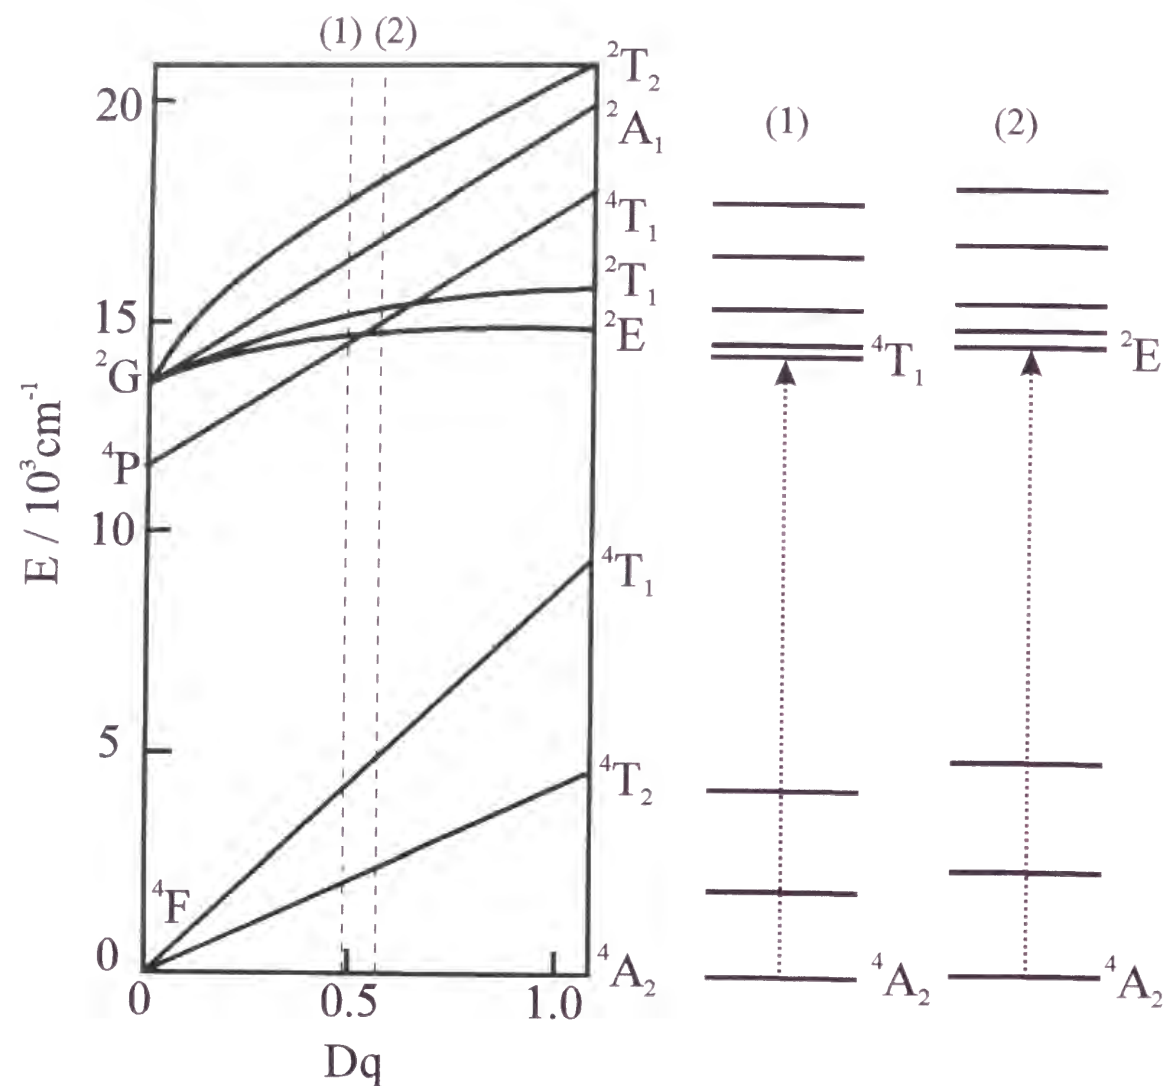 (1) (2)
²T₂
20
²A₁
(1)
(2)
⁴T₁
²T₁
15
²E
²G
⁴T₁
²E
⁴P
E / 10³cm⁻¹
10
⁴T₁
5
⁴T₂
⁴F
0
⁴A₂
⁴A₂
⁴A₂
0
0.5
1.0
Dq